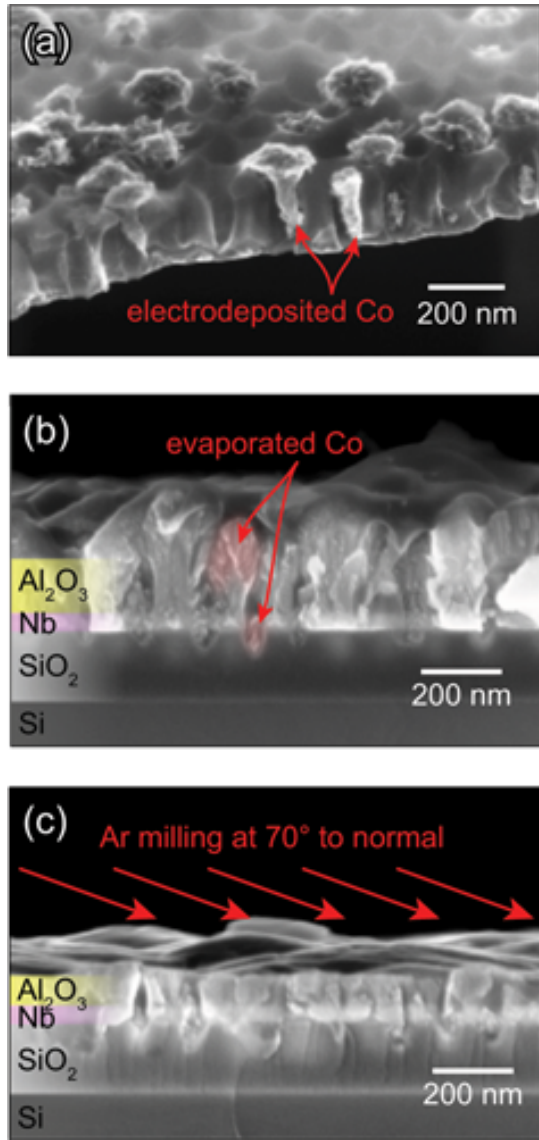 (a)
electrodeposited Co
200 nm
(b)
evaporated Co
Al₂O₃
Nb
SiO₂
Si
200 nm
(c)
Ar milling at 70° to normal
Al₂O₃
Nb
SiO₂
Si
200 nm